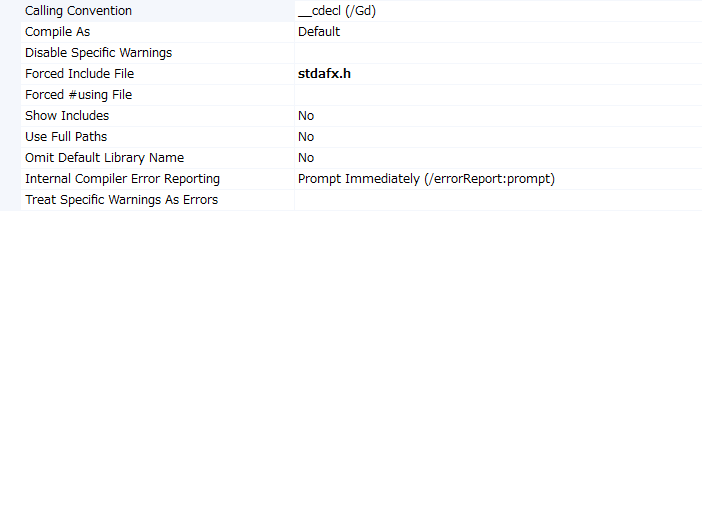 Calling Convention __cdecl (/Gd)
Compile As Default
Disable Specific Warnings
Forced Include File stdafx.h
Forced #using File
Show Includes No
Use Full Paths No
Omit Default Library Name No
Internal Compiler Error Reporting Prompt Immediately (/errorReport:prompt)
Treat Specific Warnings As Errors